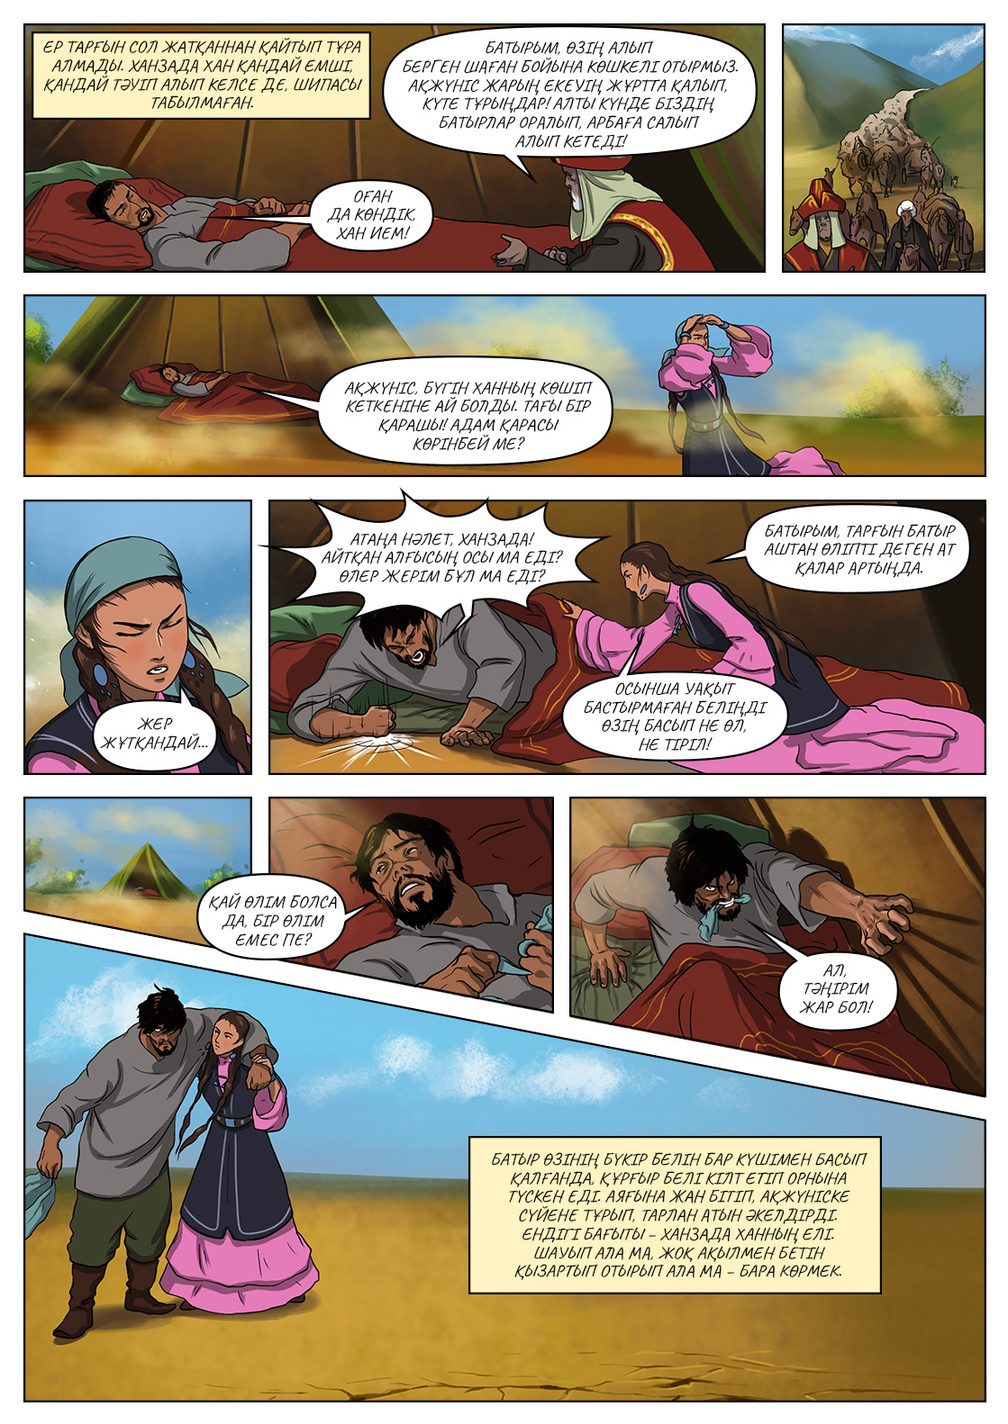 ЕР ТАРҒЫН СОЛ ЖАТҚАННАН ҚАЙТЫП ТҰРА
АЛМАДЫ. ХАНЗАДА ХАН ҚАНДАЙ ЕМШІ,
ҚАНДАЙ ТӘУІП АЛЫП КЕЛСЕ ДЕ, ШИПАСЫ
ТАБЫЛМАҒАН.
БАТЫРЫМ, ӨЗІҢ АЛЫП
БЕРГЕН ШАҒАН БОЙЫНА КӨШКЕЛІ ОТЫРМЫЗ.
АҚЖҮНІС ЖАРЫҢ ЕКЕУІҢ ЖҰРТТА ҚАЛЫП,
КҮТЕ ТҰРЫҢДАР! АЛТЫ КҮНДЕ БІЗДІҢ
БАТЫРЛАР ОРАЛЫП, АРБАҒА САЛЫП
АЛЫП КЕТЕДІ!
ОҒАН
ДА КӨНДІК,
ХАН ИЕМ!
АҚЖҮНІС, БҮГІН ХАННЫҢ КӨШІП
КЕТКЕНІНЕ АЙ БОЛДЫ. ТАҒЫ БІР
ҚАРАШЫ! АДАМ ҚАРАСЫ
КӨРІНБЕЙ МЕ?
ЖЕР
ЖҰТҚАНДАЙ...
АТАҢА НӘЛЕТ, ХАНЗАДА!
АЙТҚАН АЛҒЫСЫҢ ОСЫ МА ЕДІ?
ӨЛЕР ЖЕРІМ БҰЛ МА ЕДІ?
БАТЫРЫМ, ТАРҒЫН БАТЫР
АШТАН ӨЛІПТІ ДЕГЕН АТ
ҚАЛАР АРТЫҢДА.
ОСЫНША УАҚЫТ
БАСТЫРМАҒАН БЕЛІҢДІ
ӨЗІҢ БАСЫП НЕ ӨЛ,
НЕ ТІРІЛ!
ҚАЙ ӨЛІМ БОЛСА
ДА, БІР ӨЛІМ
ЕМЕС ПЕ?
АЛ,
ТӘҢІРІМ
ЖАР БОЛ!
БАТЫР ӨЗІНІҢ БҮКІР БЕЛІН БАР КҮШІМЕН БАСЫП
ҚАЛҒАНДА, ҚҰРҒЫР БЕЛІ КІЛТ ЕТІП ОРНЫНА
ТҮСКЕН ЕДІ. АЯҒЫНА ЖАН БІТІП, АҚЖҮНІСКЕ
СҮЙЕНЕ ТҰРЫП, ТАРЛАН АТЫН ӘКЕЛДІРДІ.
ЕНДІГІ БАҒЫТЫ – ХАНЗАДА ХАННЫҢ ЕЛІ.
ШАУЫП АЛА МА, ЖОҚ АҚЫЛМЕН БЕТІН
ҚЫЗАРТЫП ОТЫРЫП АЛА МА – БАРА КӨРМЕК.